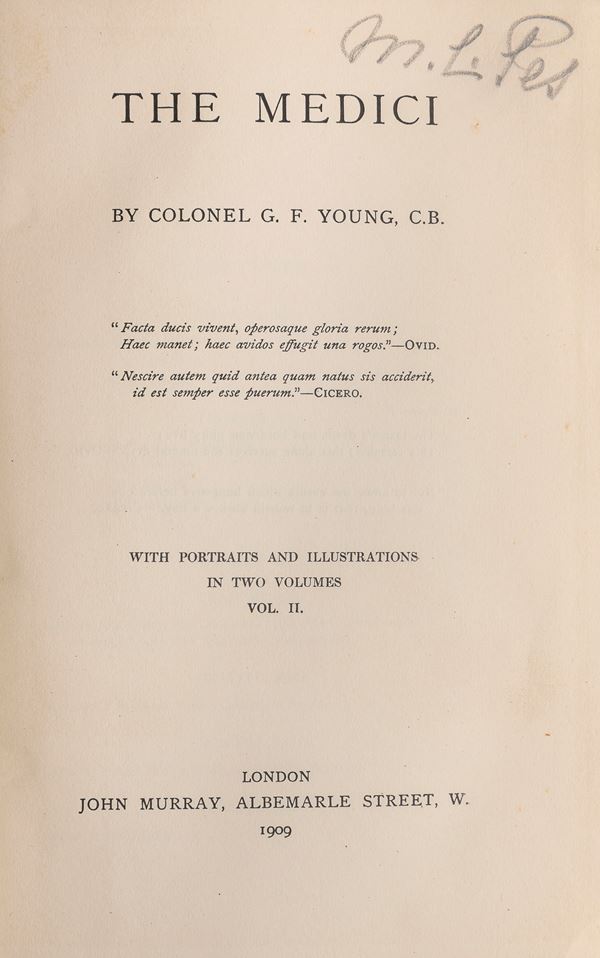 M. L. Pes
THE MEDICI
BY COLONEL G. F. YOUNG, C.B.
“Facta ducis vivent, operosaque gloria rerum;
Haec manet; haec avidos effugit una rogos.”—OVID.
“Nescire autem quid antea quam natus sis acciderit,
id est semper esse puerum.”—CICERO.
WITH PORTRAITS AND ILLUSTRATIONS
IN TWO VOLUMES
VOL. II.
LONDON
JOHN MURRAY, ALBEMARLE STREET, W.
1909